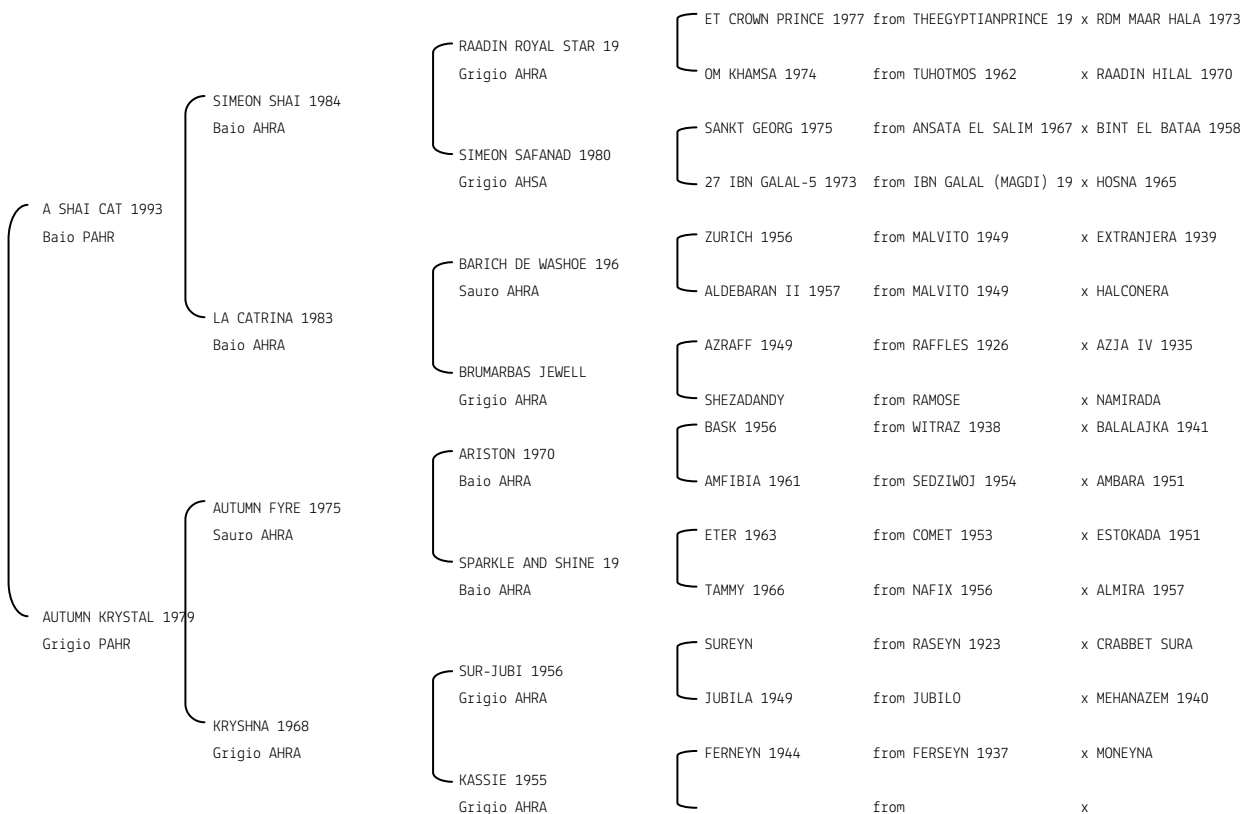 ET CROWN PRINCE 1977 from THEEGYPTIANPRINCE 19 x RDM MAAR HALA 1973
RAADIN ROYAL STAR 19
Grigio AHRA
OM KHAMSA 1974 from TUHOTMOS 1962 x RAADIN HILAL 1970
SIMEON SHAI 1984
Baio AHRA
SANKT GEORG 1975 from ANSATA EL SALIM 1967 x BINT EL BATAA 1958
SIMEON SAFANAD 1980
Grigio AHSA
27 IBN GALAL-5 1973 from IBN GALAL (MAGDI) 19 x HOSNA 1965
A SHAI CAT 1993
Baio PAHR
ZURICH 1956 from MALVITO 1949 x EXTRANJERA 1939
BARICH DE WASHOE 196
Sauro AHRA
ALDEBARAN II 1957 from MALVITO 1949 x HALCONERA
LA CATRINA 1983
Baio AHRA
AZRAFF 1949 from RAFFLES 1926 x AZJA IV 1935
BRUMARBAS JEWELL
Grigio AHRA
SHEZADANDY from RAMOSE x NAMIRADA
BASK 1956 from WITRAZ 1938 x BALALAJKA 1941
ARISTON 1970
Baio AHRA
AMFIBIA 1961 from SEDZIWOJ 1954 x AMBARA 1951
AUTUMN FYRE 1975
Sauro AHRA
ETER 1963 from COMET 1953 x ESTOKADA 1951
SPARKLE AND SHINE 19
Baio AHRA
TAMMY 1966 from NAFIX 1956 x ALMIRA 1957
AUTUMN KRYSTAL 1979
Grigio PAHR
SUREYN from RASEYN 1923 x CRABBET SURA
SUR-JUBI 1956
Grigio AHRA
JUBILA 1949 from JUBILO x MEHANAZEM 1940
KRYSHNA 1968
Grigio AHRA
FERNEYN 1944 from FERSEYN 1937 x MONEYNA
KASSIE 1955
Grigio AHRA
from x